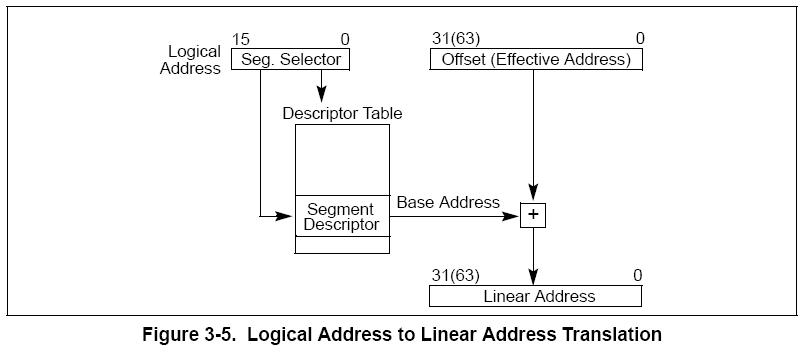 15 0
31(63) 0
Logical
Address
Seg. Selector
Offset (Effective Address)
Descriptor Table
Segment
Descriptor
Base Address
+
31(63) 0
Linear Address
Figure 3-5. Logical Address to Linear Address Translation